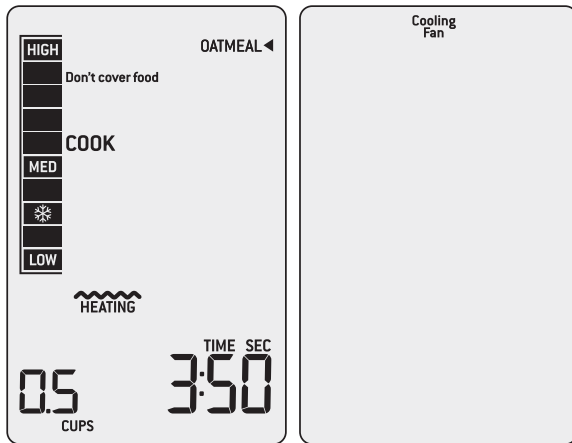 HIGH
OATMEAL
Don't cover food
COOK
MED
LOW
HEATING
TIME SEC
0.5
3:50
CUPS
Cooling
Fan